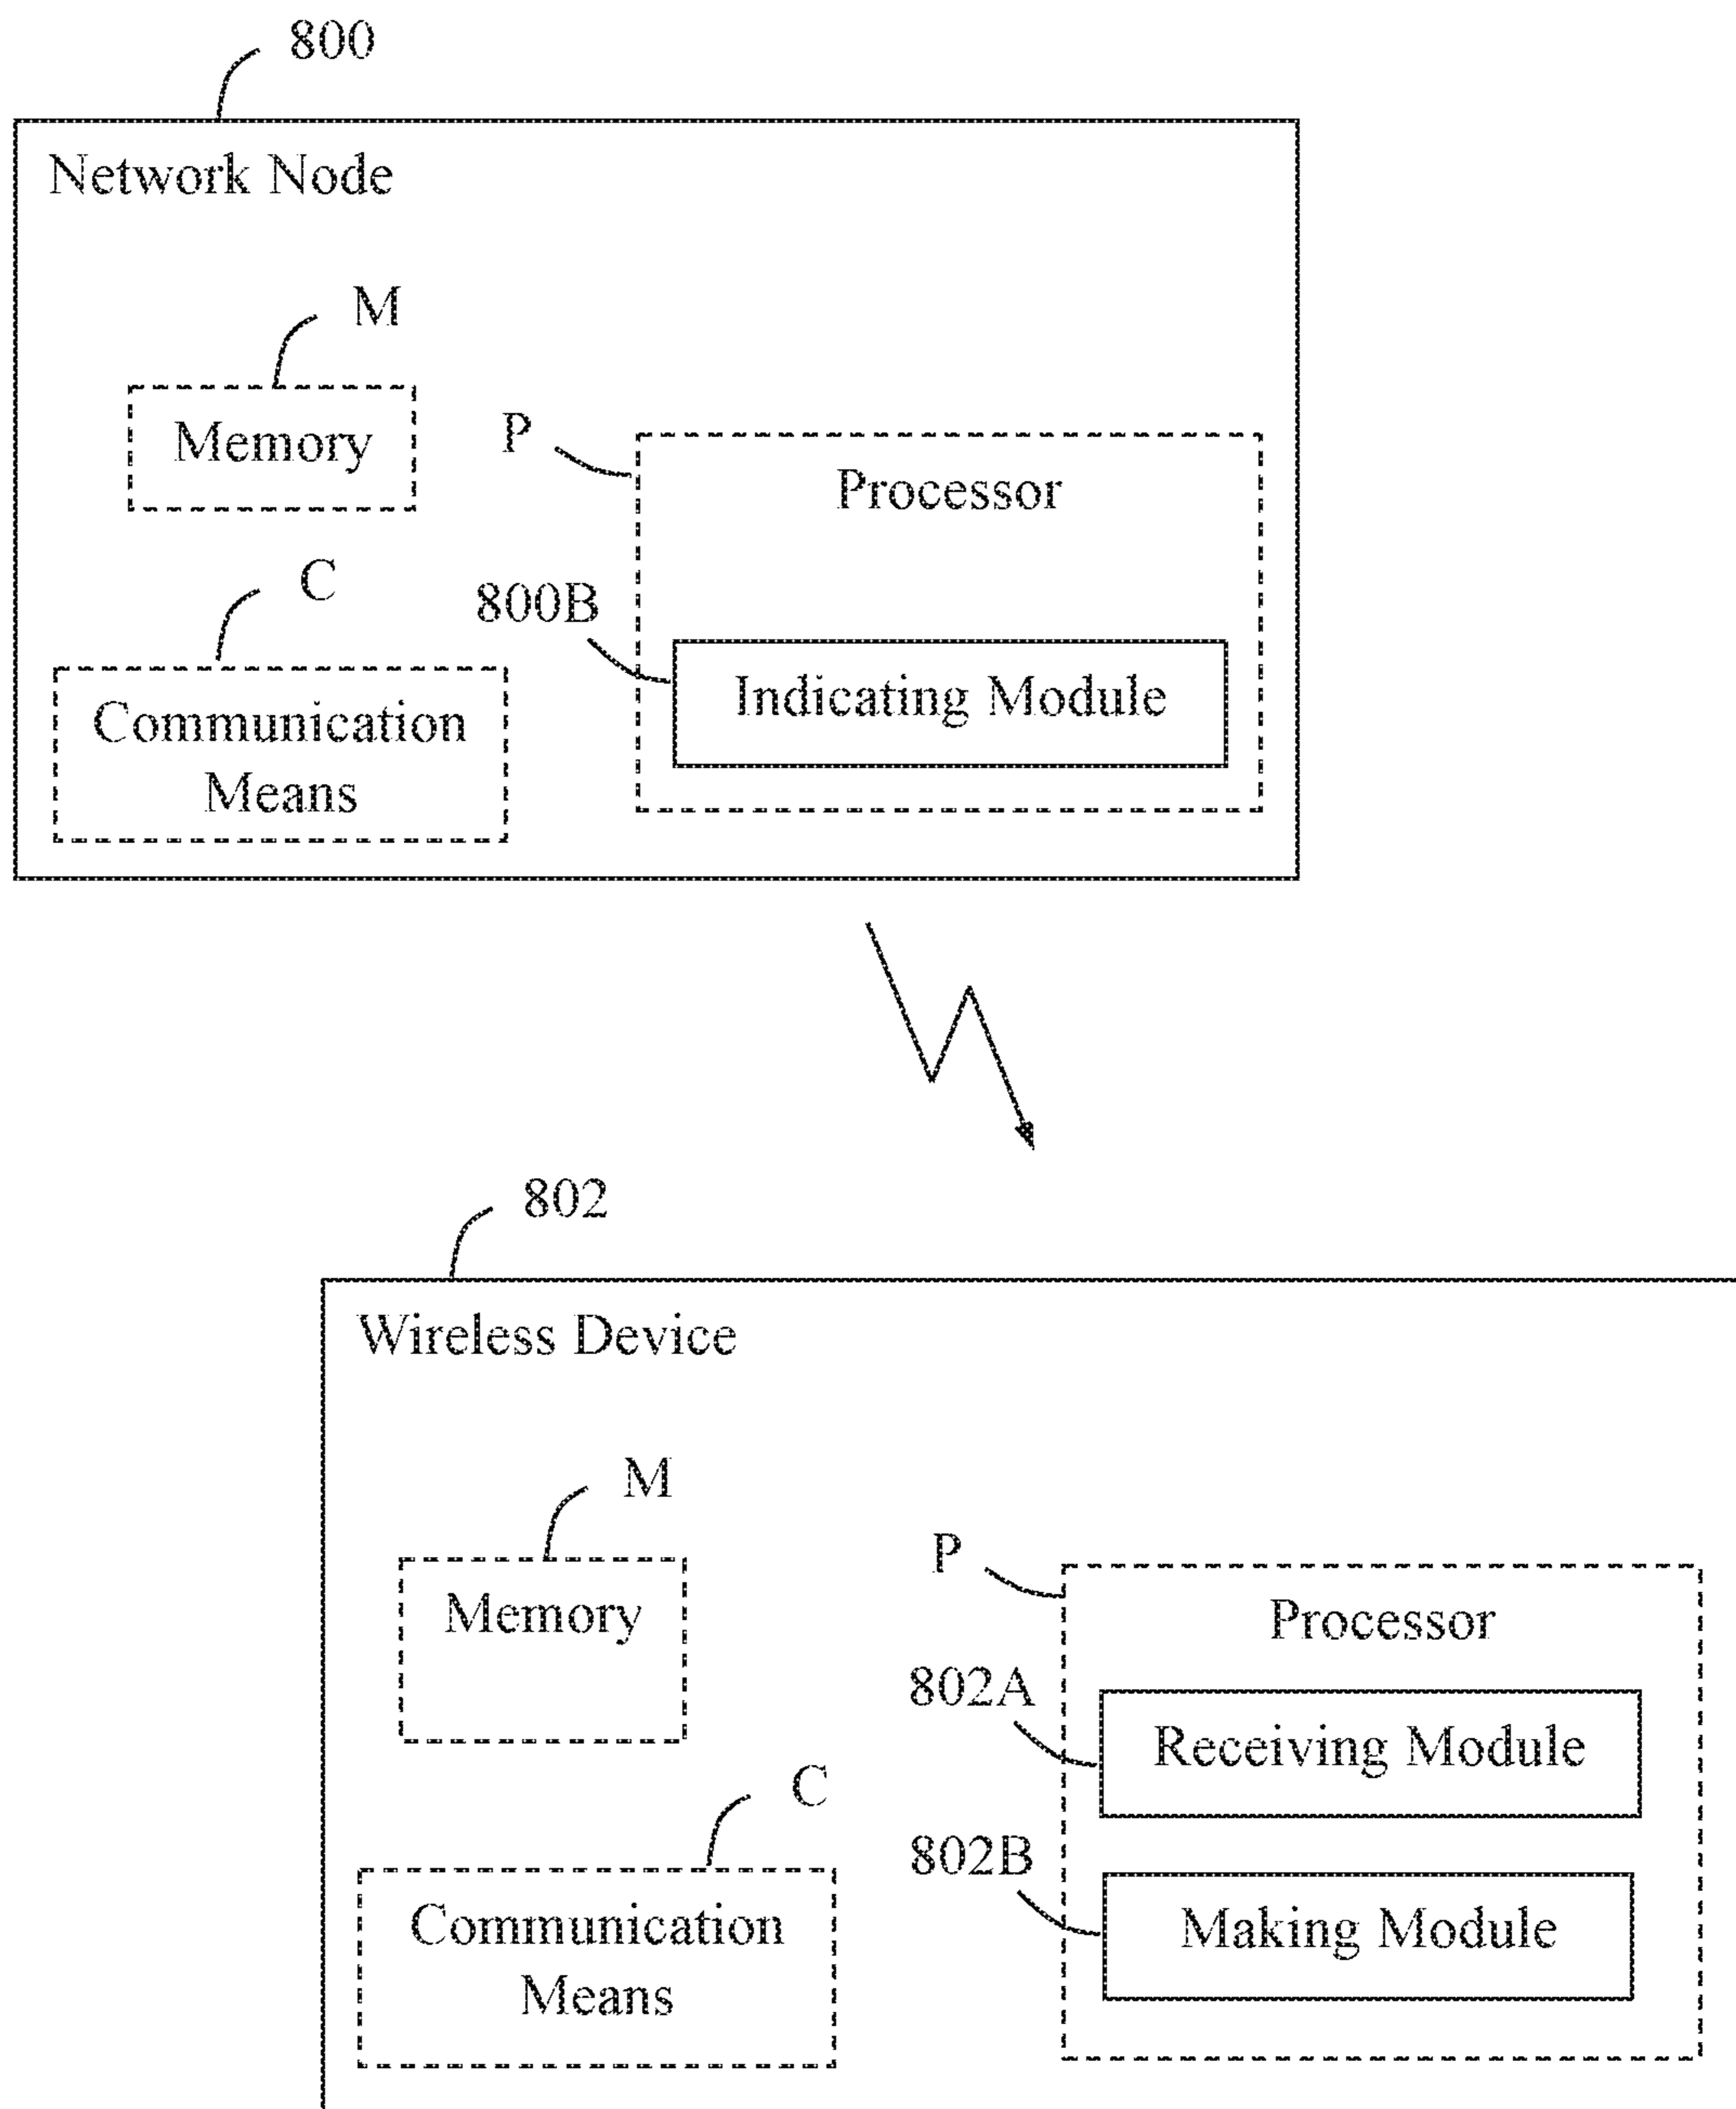 800
Network Node
M
Memory
P
Processor
C
800B
Communication
Means
Indicating Module
802
Wireless Device
M
Memory
P
Processor
802A
Receiving Module
C
802B
Communication
Means
Making Module